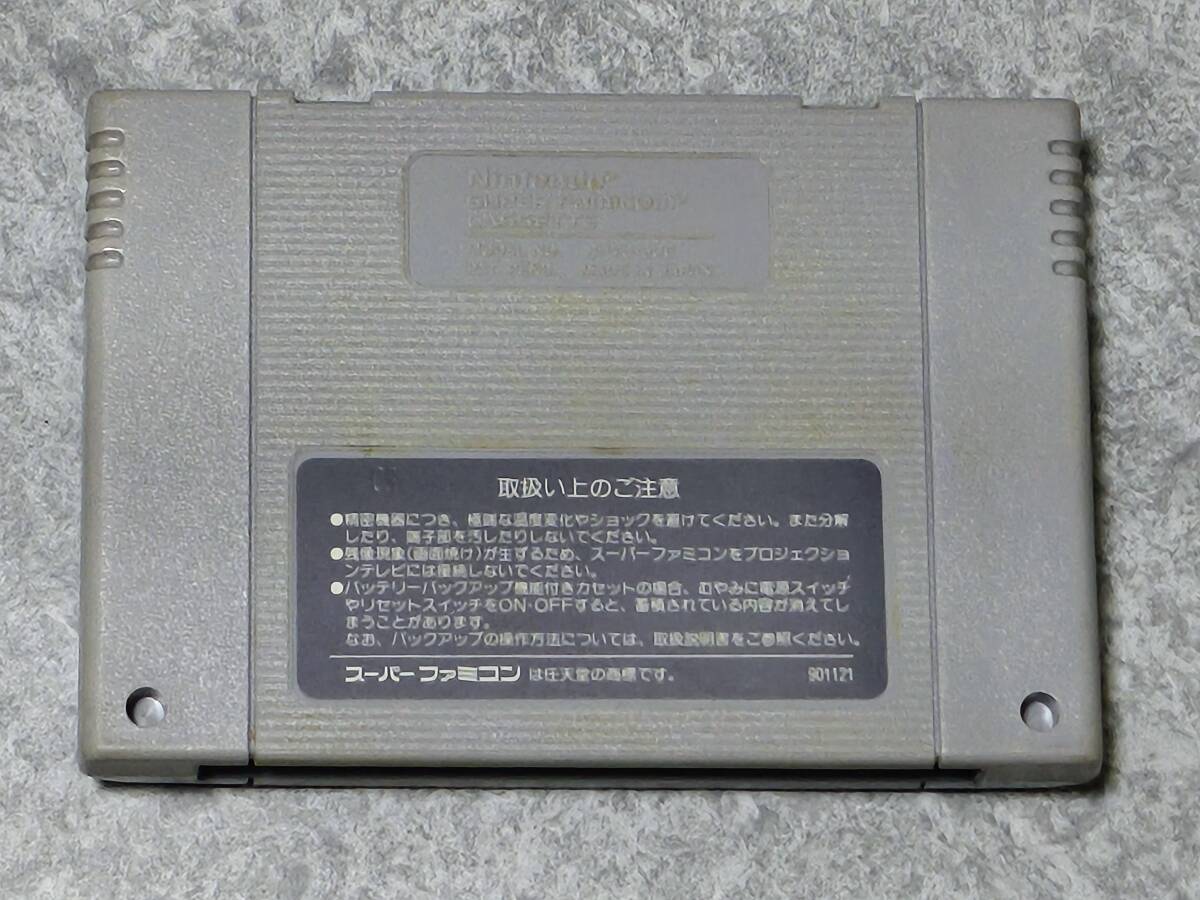 Nintendo®
SUPER FAMICOM®
CASSETTE
MODEL NO.
PAT. PEND. MADE IN JAPAN
取扱い上のご注意
●精密機器につき、極端な温度変化やショックを避けてください。また分解
したり、端子部を汚したりしないでください。
●残像現象(画面焼け)が生ずるため、スーパーファミコンをプロジェクショ
ンテレビには接続しないでください。
●バッテリーバックアップ機能付きカセットの場合、むやみに電源スイッチ
やリセットスイッチをON・OFFすると、蓄積されている内容が消えてし
まうことがあります。
なお、バックアップの操作方法については、取扱説明書をご参照ください。
スーパーファミコン は任天堂の商標です。 901121